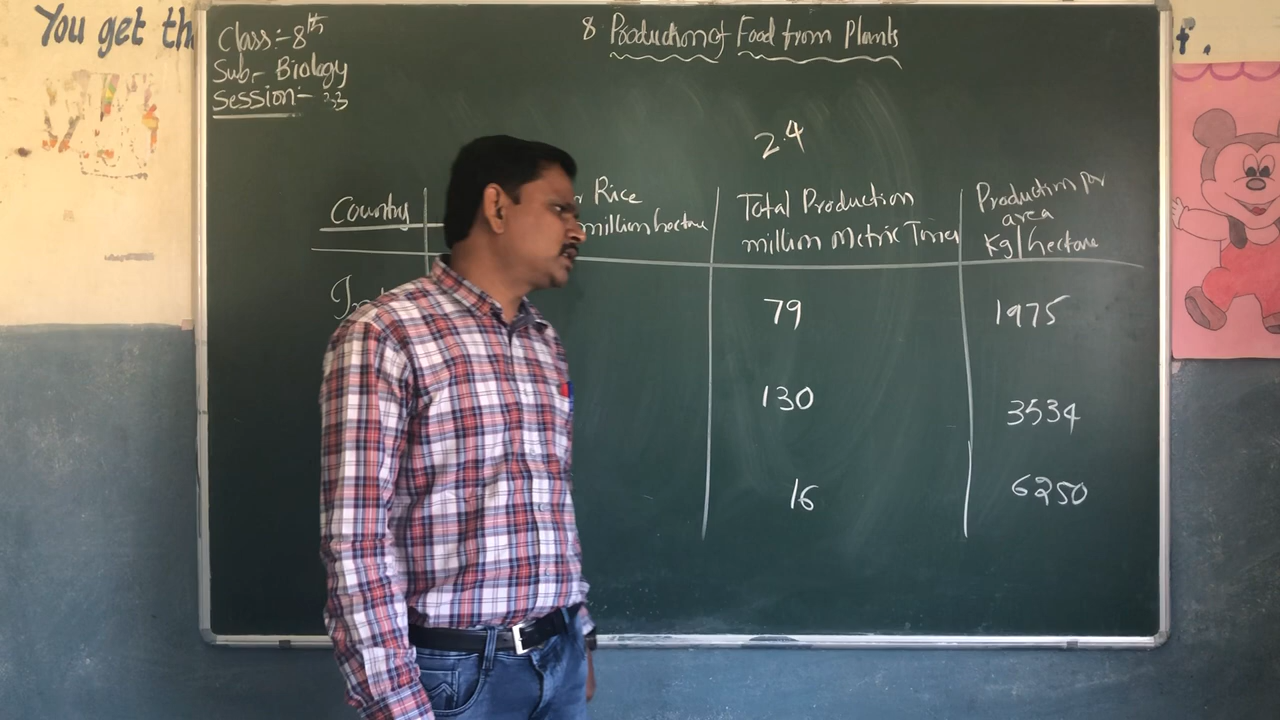 You get th
f.
Class:- 8th
Sub:- Biology
Session:- 33
8 Production of Food from Plants
2.4
Country
Rice
million hectare
Total Production
million Metric Tones
Production per
area
Kg/hectare
79
1975
130
3534
16
6250